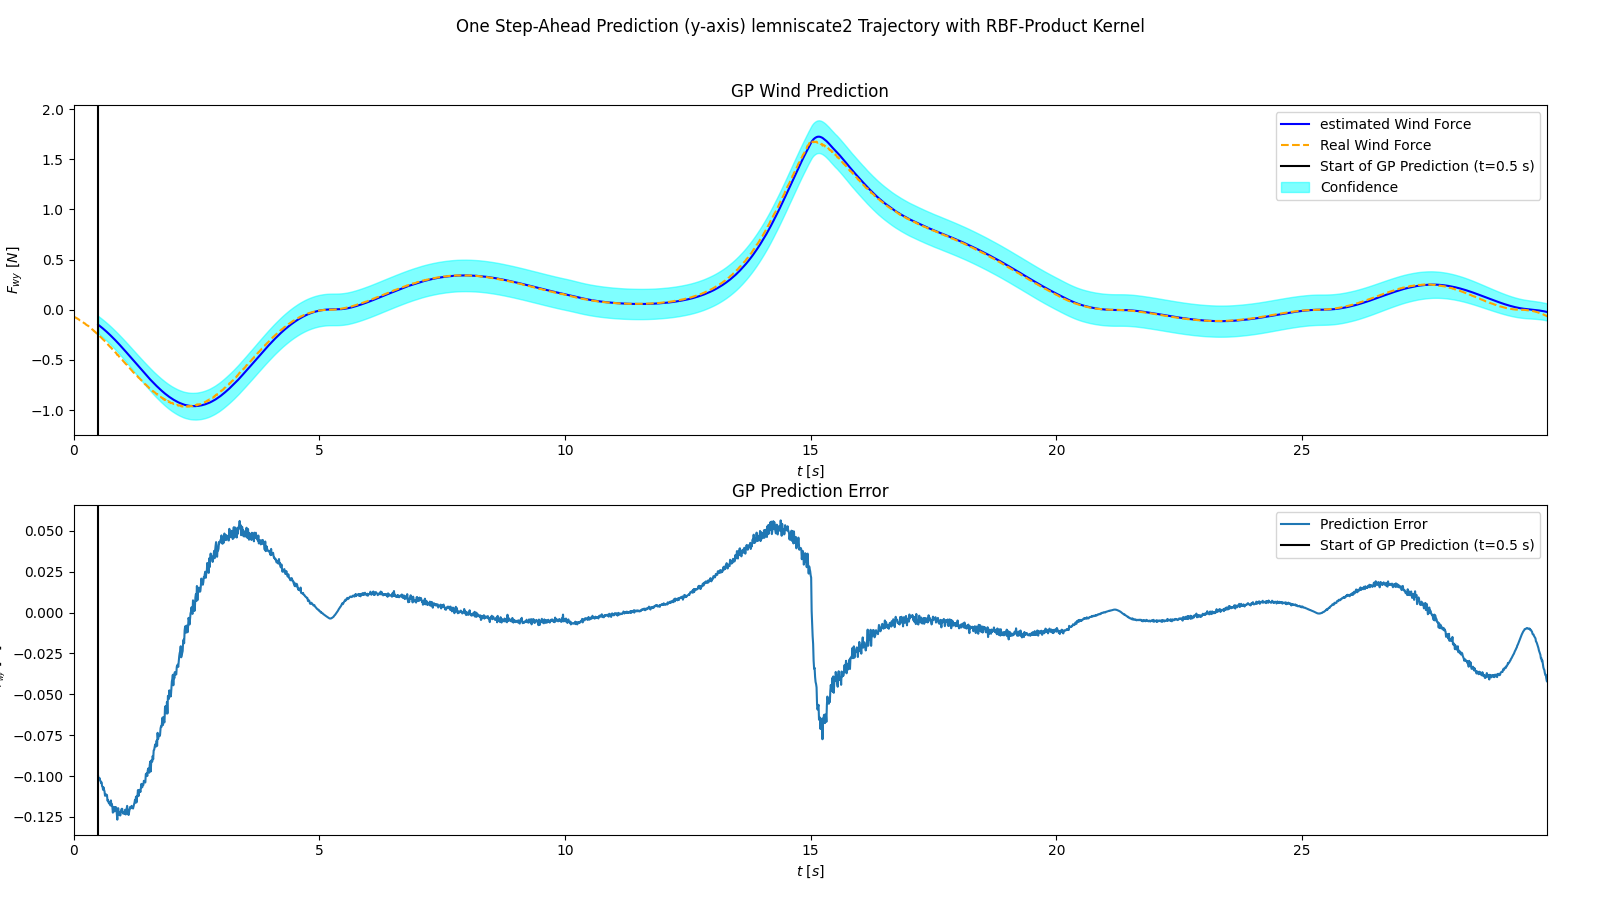 One Step-Ahead Prediction (y-axis) lemniscate2 Trajectory with RBF-Product Kernel
GP Wind Prediction
2.0
1.5
1.0
0.5
0.0
−0.5
−1.0
F_wy [N]
estimated Wind Force
Real Wind Force
Start of GP Prediction (t=0.5 s)
Confidence
0 5 10 15 20 25
t [s]
GP Prediction Error
0.050
0.025
0.000
−0.025
−0.050
−0.075
−0.100
−0.125
Prediction Error
Start of GP Prediction (t=0.5 s)
0 5 10 15 20 25
t [s]